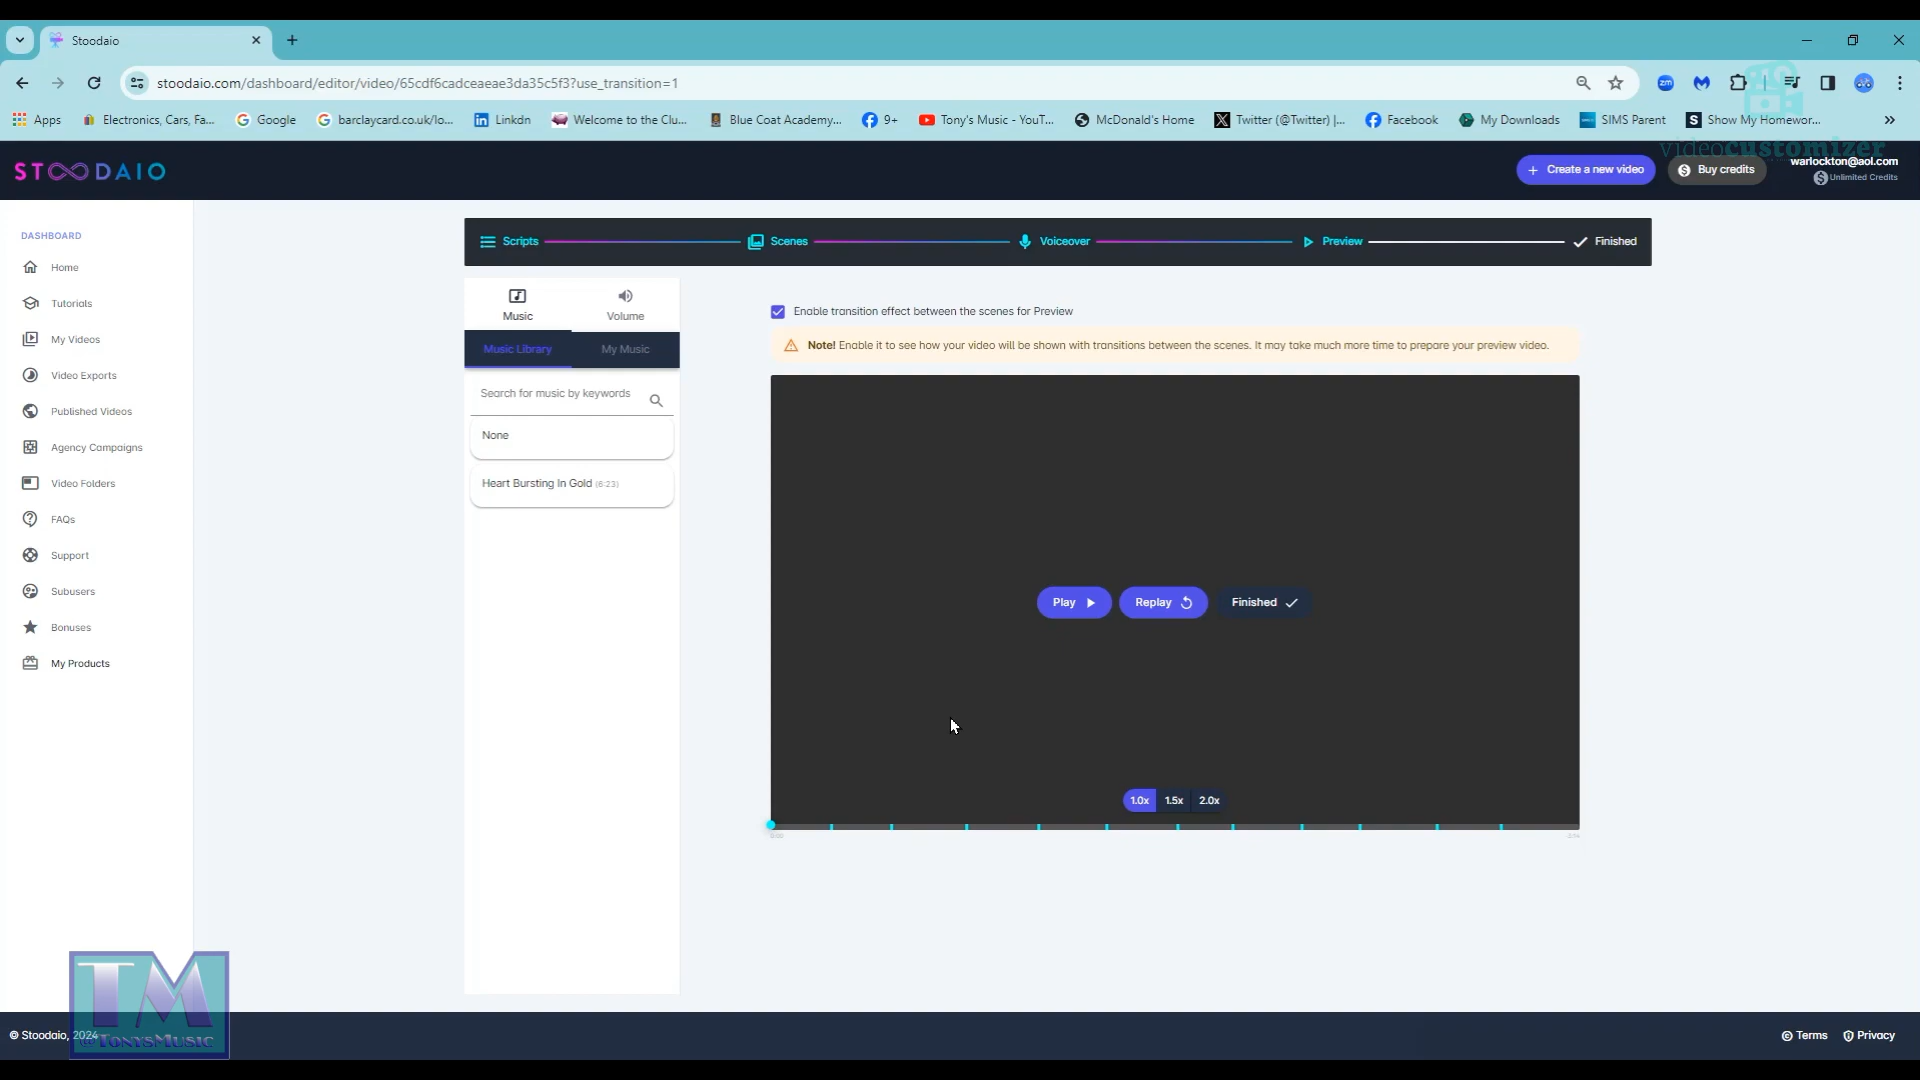 Stoodaio
stoodaio.com/dashboard/editor/video/65cdf6cadceaeae3da35c5f3?use_transition=1
zm
Apps
Electronics, Cars, Fa...
Google
barclaycard.co.uk/lo...
Linkdn
Welcome to the Clu...
Blue Coat Academy...
9+
Tony's Music - YouT...
McDonald's Home
Twitter (@Twitter) |...
Facebook
My Downloads
SIMS Parent
Show My Homewor...
»
videocustomizer
STOODAIO
+ Create a new video
Buy credits
warlockton@aol.com
Unlimited Credits
DASHBOARD
Home
Tutorials
My Videos
Video Exports
Published Videos
Agency Campaigns
Video Folders
FAQs
Support
Subusers
Bonuses
My Products
Scripts
Scenes
Voiceover
Preview
Finished
Music
Volume
Music Library
My Music
Search for music by keywords
None
Heart Bursting In Gold (6:23)
Enable transition effect between the scenes for Preview
Note! Enable it to see how your video will be shown with transitions between the scenes. It may take much more time to prepare your preview video.
Play
Replay
Finished
1.0x
1.5x
2.0x
0:00
TM
@TonysMusic
© Stoodaio, 2024
Terms
Privacy